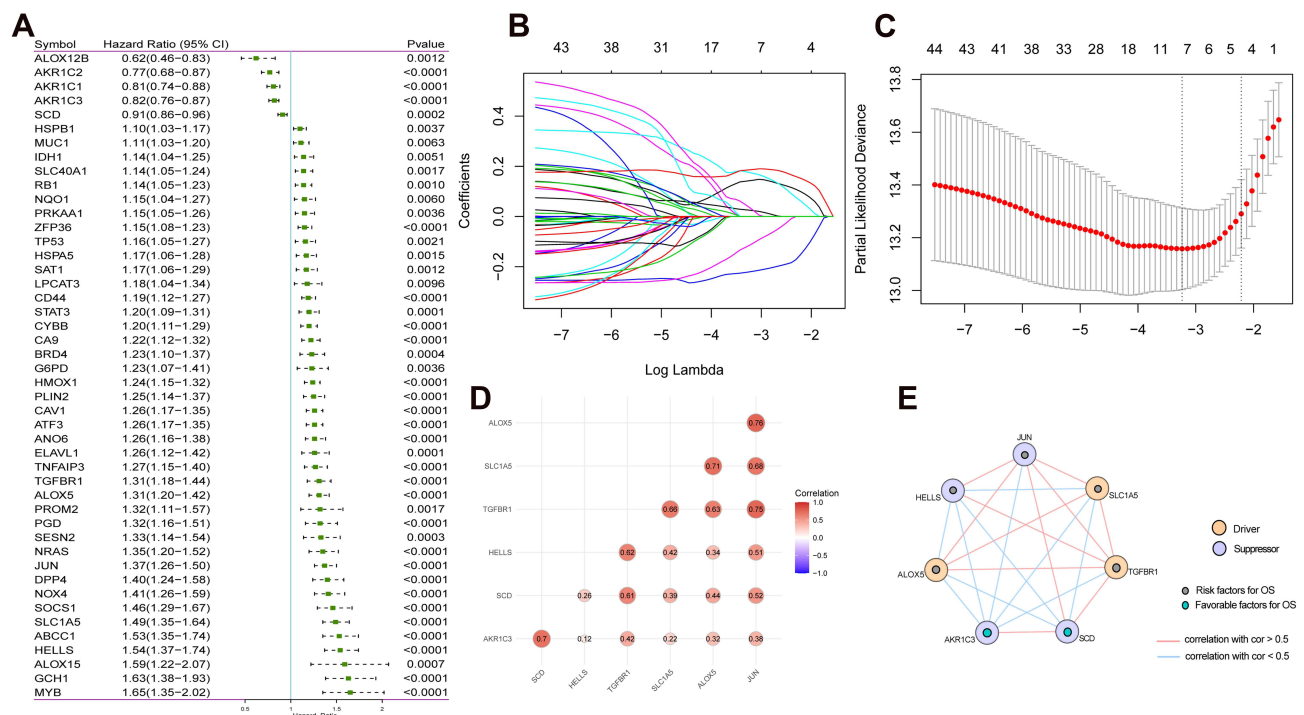 A
Symbol Hazard Ratio (95% CI) Pvalue
ALOX12B 0.62(0.46−0.83) 0.0012
AKR1C2 0.77(0.68−0.87) <0.0001
AKR1C1 0.81(0.74−0.88) <0.0001
AKR1C3 0.82(0.76−0.87) <0.0001
SCD 0.91(0.86−0.96) 0.0002
HSPB1 1.10(1.03−1.17) 0.0037
MUC1 1.11(1.03−1.20) 0.0063
IDH1 1.14(1.04−1.25) 0.0051
SLC40A1 1.14(1.05−1.24) 0.0017
RB1 1.14(1.05−1.23) 0.0010
NQO1 1.15(1.04−1.27) 0.0060
PRKAA1 1.15(1.05−1.26) 0.0036
ZFP36 1.15(1.08−1.23) <0.0001
TP53 1.16(1.05−1.27) 0.0021
HSPA5 1.17(1.06−1.28) 0.0015
SAT1 1.17(1.06−1.29) 0.0012
LPCAT3 1.18(1.04−1.34) 0.0096
CD44 1.19(1.12−1.27) <0.0001
STAT3 1.20(1.09−1.31) 0.0001
CYBB 1.20(1.11−1.29) <0.0001
CA9 1.22(1.12−1.32) <0.0001
BRD4 1.23(1.10−1.37) 0.0004
G6PD 1.23(1.07−1.41) 0.0036
HMOX1 1.24(1.15−1.32) <0.0001
PLIN2 1.25(1.14−1.37) <0.0001
CAV1 1.26(1.17−1.35) <0.0001
ATF3 1.26(1.17−1.35) <0.0001
ANO6 1.26(1.16−1.38) <0.0001
ELAVL1 1.26(1.12−1.42) 0.0001
TNFAIP3 1.27(1.15−1.40) <0.0001
TGFBR1 1.31(1.18−1.44) <0.0001
ALOX5 1.31(1.20−1.42) <0.0001
PROM2 1.32(1.11−1.57) 0.0017
PGD 1.32(1.16−1.51) <0.0001
SESN2 1.33(1.14−1.54) 0.0003
NRAS 1.35(1.20−1.52) <0.0001
JUN 1.37(1.26−1.50) <0.0001
DPP4 1.40(1.24−1.58) <0.0001
NOX4 1.41(1.26−1.59) <0.0001
SOCS1 1.46(1.29−1.67) <0.0001
SLC1A5 1.49(1.35−1.64) <0.0001
ABCC1 1.53(1.35−1.74) <0.0001
HELLS 1.54(1.37−1.74) <0.0001
ALOX15 1.59(1.22−2.07) 0.0007
GCH1 1.63(1.38−1.93) <0.0001
MYB 1.65(1.35−2.02) <0.0001
0.5 1 1.5 2
Hazard Ratio
B
43 38 31 17 7 4
Coefficients
0.4
0.2
0.0
−0.2
−7 −6 −5 −4 −3 −2
Log Lambda
C
44 43 41 38 33 28 18 11 7 6 5 4 1
Partial Likelihood Deviance
13.8
13.6
13.4
13.2
13.0
−7 −6 −5 −4 −3 −2
D
ALOX5 0.76
SLC1A5 0.71 0.68
TGFBR1 0.66 0.63 0.75
HELLS 0.62 0.42 0.34 0.51
SCD 0.26 0.61 0.39 0.44 0.52
AKR1C3 0.7 0.12 0.42 0.22 0.32 0.38
SCD HELLS TGFBR1 SLC1A5 ALOX5 JUN
Correlation
1.0
0.5
0.0
−0.5
−1.0
E
JUN
HELLS
SLC1A5
ALOX5
TGFBR1
AKR1C3
SCD
Driver
Suppressor
Risk factors for OS
Favorable factors for OS
correlation with cor > 0.5
correlation with cor < 0.5